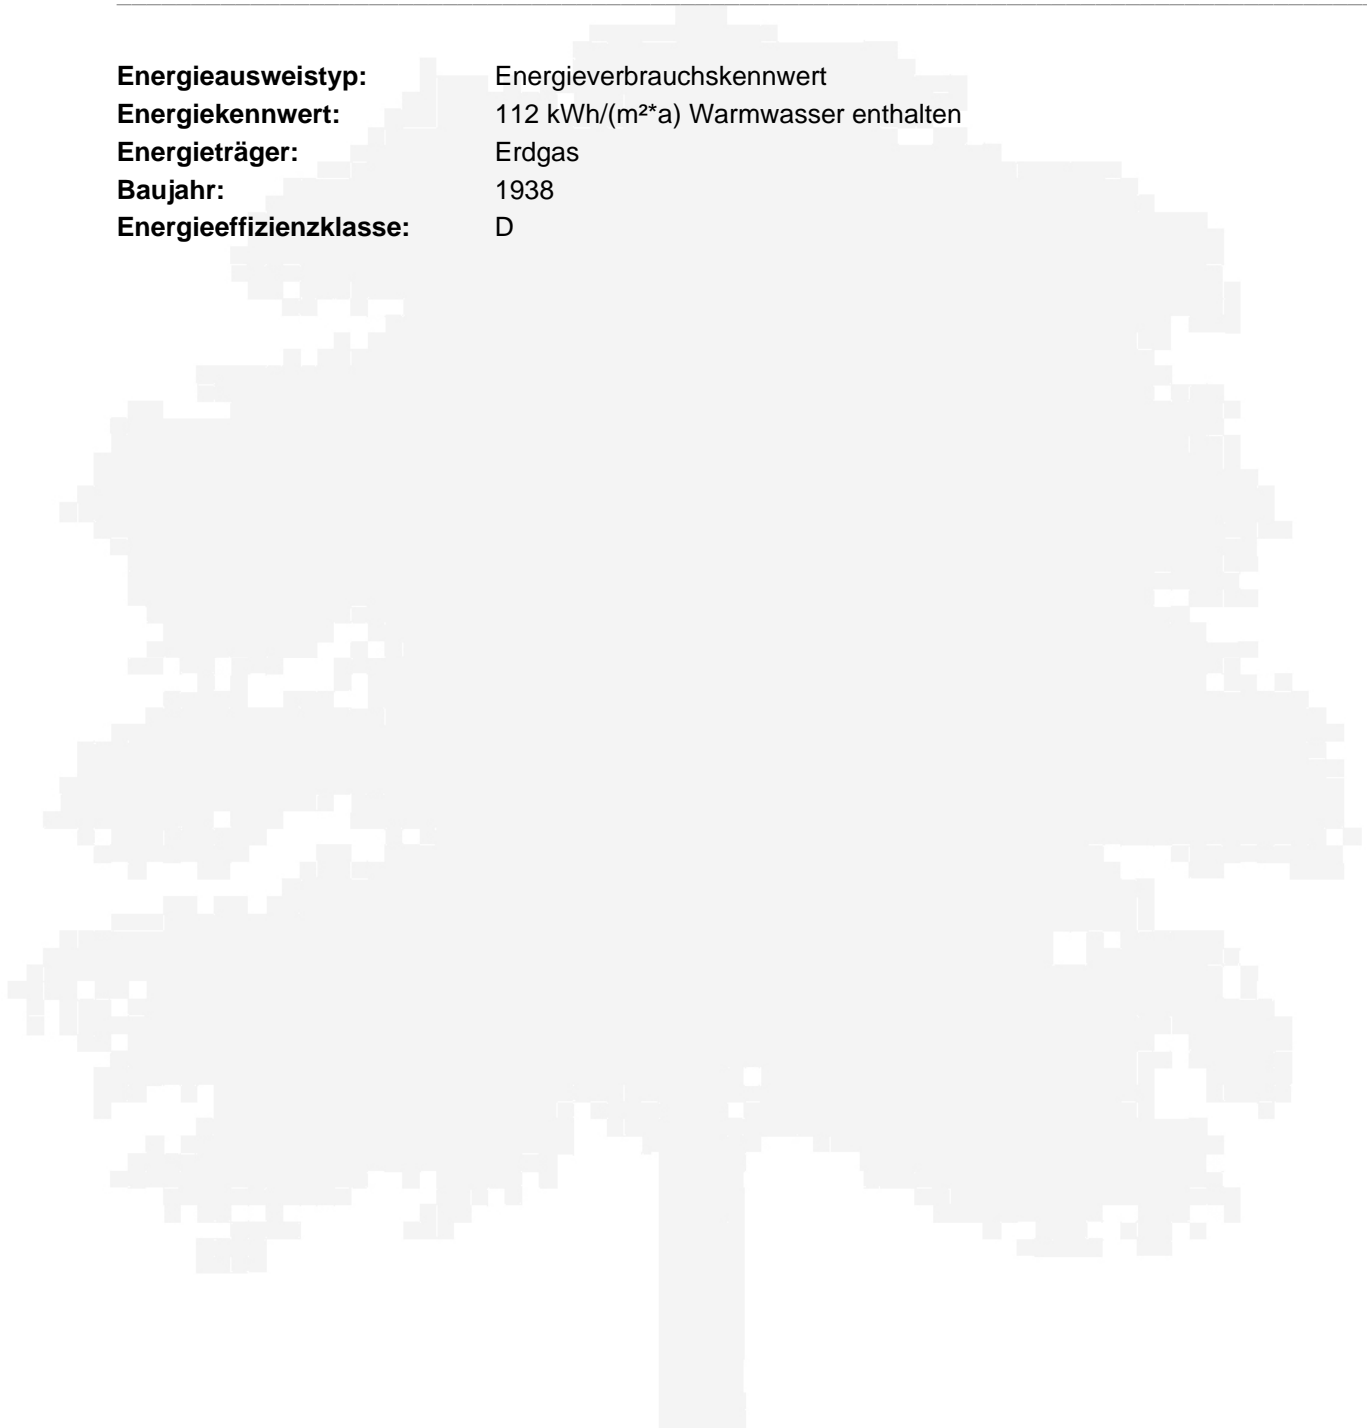 Energieausweistyp: Energieverbrauchskennwert
Energiekennwert: 112 kWh/(m²*a) Warmwasser enthalten
Energieträger: Erdgas
Baujahr: 1938
Energieeffizienzklasse: D